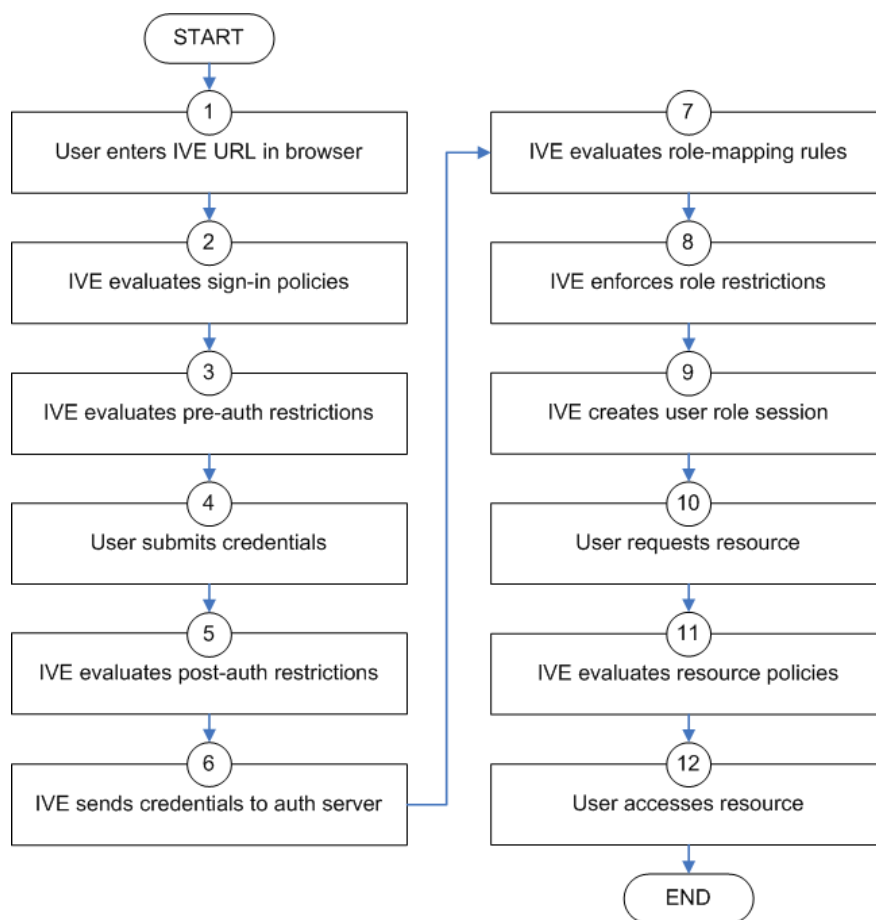 START
1
User enters IVE URL in browser
2
IVE evaluates sign-in policies
3
IVE evaluates pre-auth restrictions
4
User submits credentials
5
IVE evaluates post-auth restrictions
6
IVE sends credentials to auth server
7
IVE evaluates role-mapping rules
8
IVE enforces role restrictions
9
IVE creates user role session
10
User requests resource
11
IVE evaluates resource policies
12
User accesses resource
END